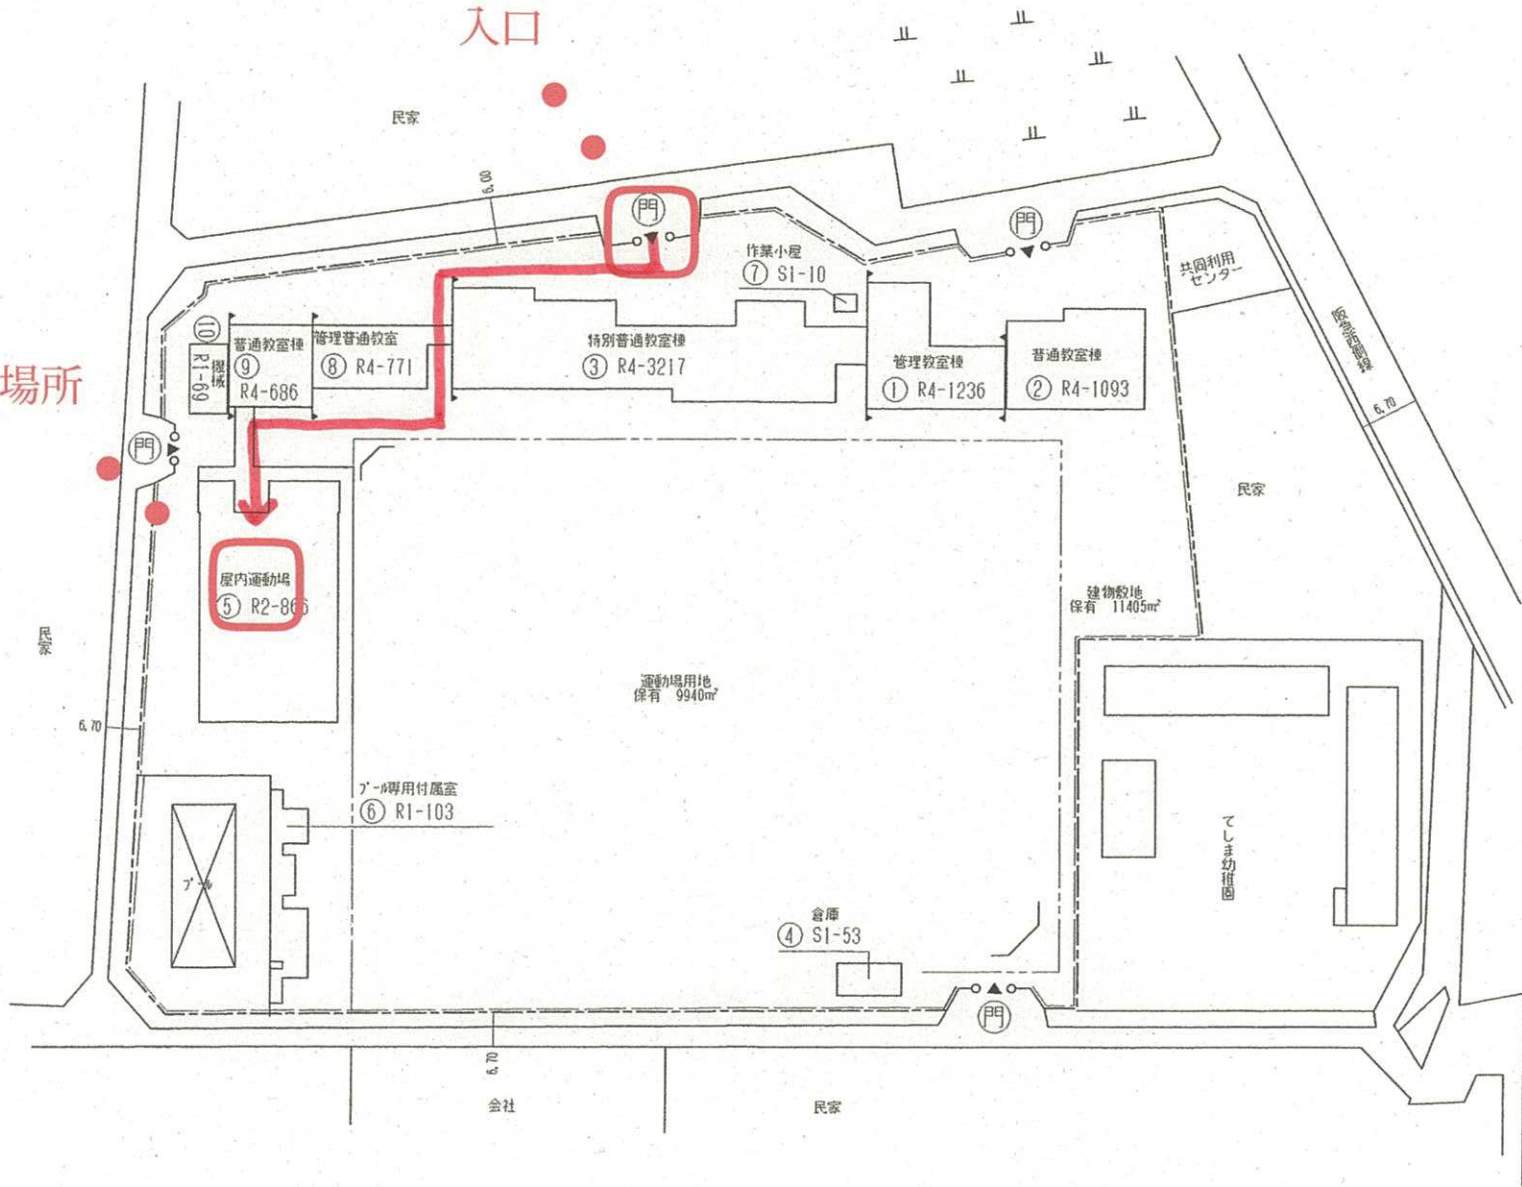 入口
民家
6.00
門
門
作業小屋
⑦ S1-10
共同利用
センター
阪急西側線
6.70
⑩
機械
R1-69
普通教室棟
⑨
R4-686
管理普通教室
⑧ R4-771
特別普通教室棟
③ R4-3217
管理教室棟
① R4-1236
普通教室棟
② R4-1093
場所
門
民家
屋内運動場
⑤ R2-866
民家
建物敷地
保有 11405㎡
運動場用地
保有 9940㎡
6.70
プール専用付属室
⑥ R1-103
プール
てしま幼稚園
倉庫
④ S1-53
門
6.70
会社
民家